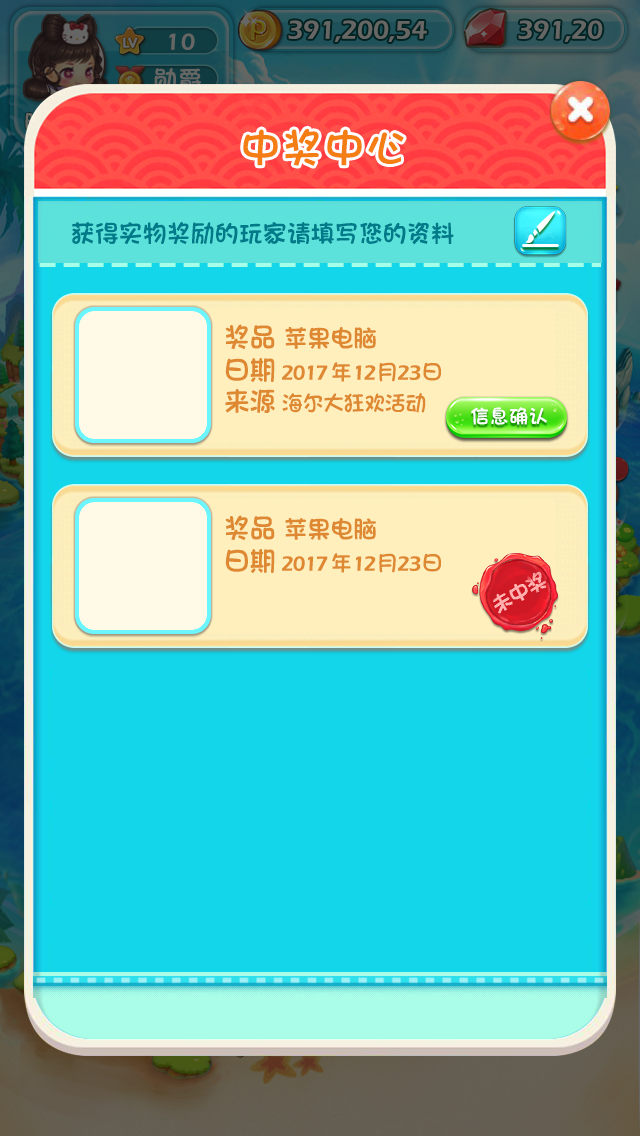 LV 10
391,200,54
391,20
勋爵
中奖中心
获得实物奖励的玩家请填写您的资料
奖品 苹果电脑
日期 2017年12月23日
来源 海尔大狂欢活动
信息确认
奖品 苹果电脑
日期 2017年12月23日
未中奖